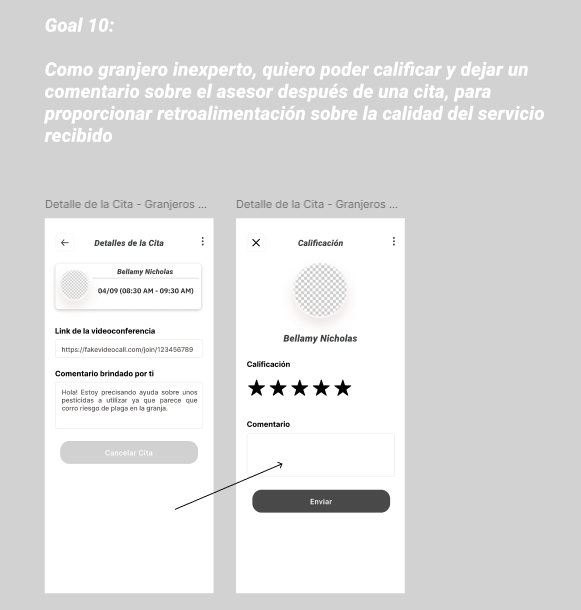 Goal 10:
Como granjero inexperto, quiero poder calificar y dejar un
comentario sobre el asesor después de una cita, para
proporcionar retroalimentación sobre la calidad del servicio
recibido
Detalle de la Cita - Granjeros ...
Detalles de la Cita
Bellamy Nicholas
04/09 (08:30 AM - 09:30 AM)
Link de la videoconferencia
https://fakevideocall.com/join/123456789
Comentario brindado por ti
Hola! Estoy precisando ayuda sobre unos
pesticidas a utilizar ya que parece que
corro riesgo de plaga en la granja.
Cancelar Cita
Detalle de la Cita - Granjeros ...
Calificación
Bellamy Nicholas
Calificación
Comentario
Enviar